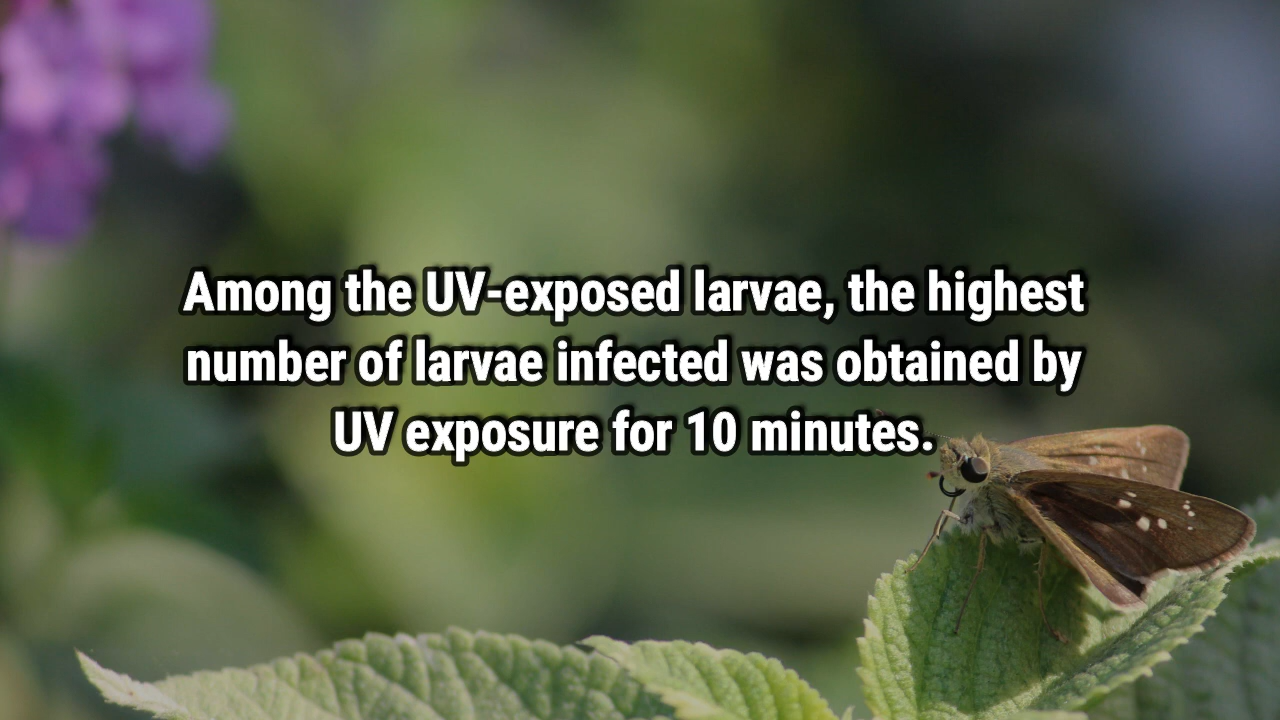 Among the UV-exposed larvae, the highest
number of larvae infected was obtained by
UV exposure for 10 minutes.